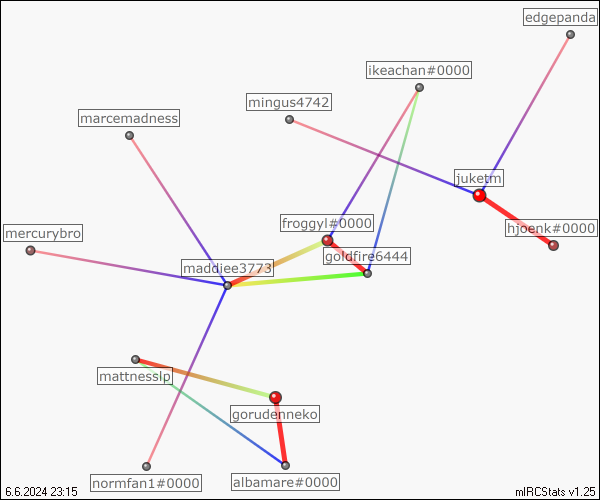 edgepanda
ikeachan#0000
mingus4742
marcemadness
juketm
froggyl#0000
hjoenk#0000
mercurybro
goldfire6444
maddiee3773
mattnesslp
gorudenneko
normfan1#0000
albamare#0000
6.6.2024 23:15
mIRCStats v1.25